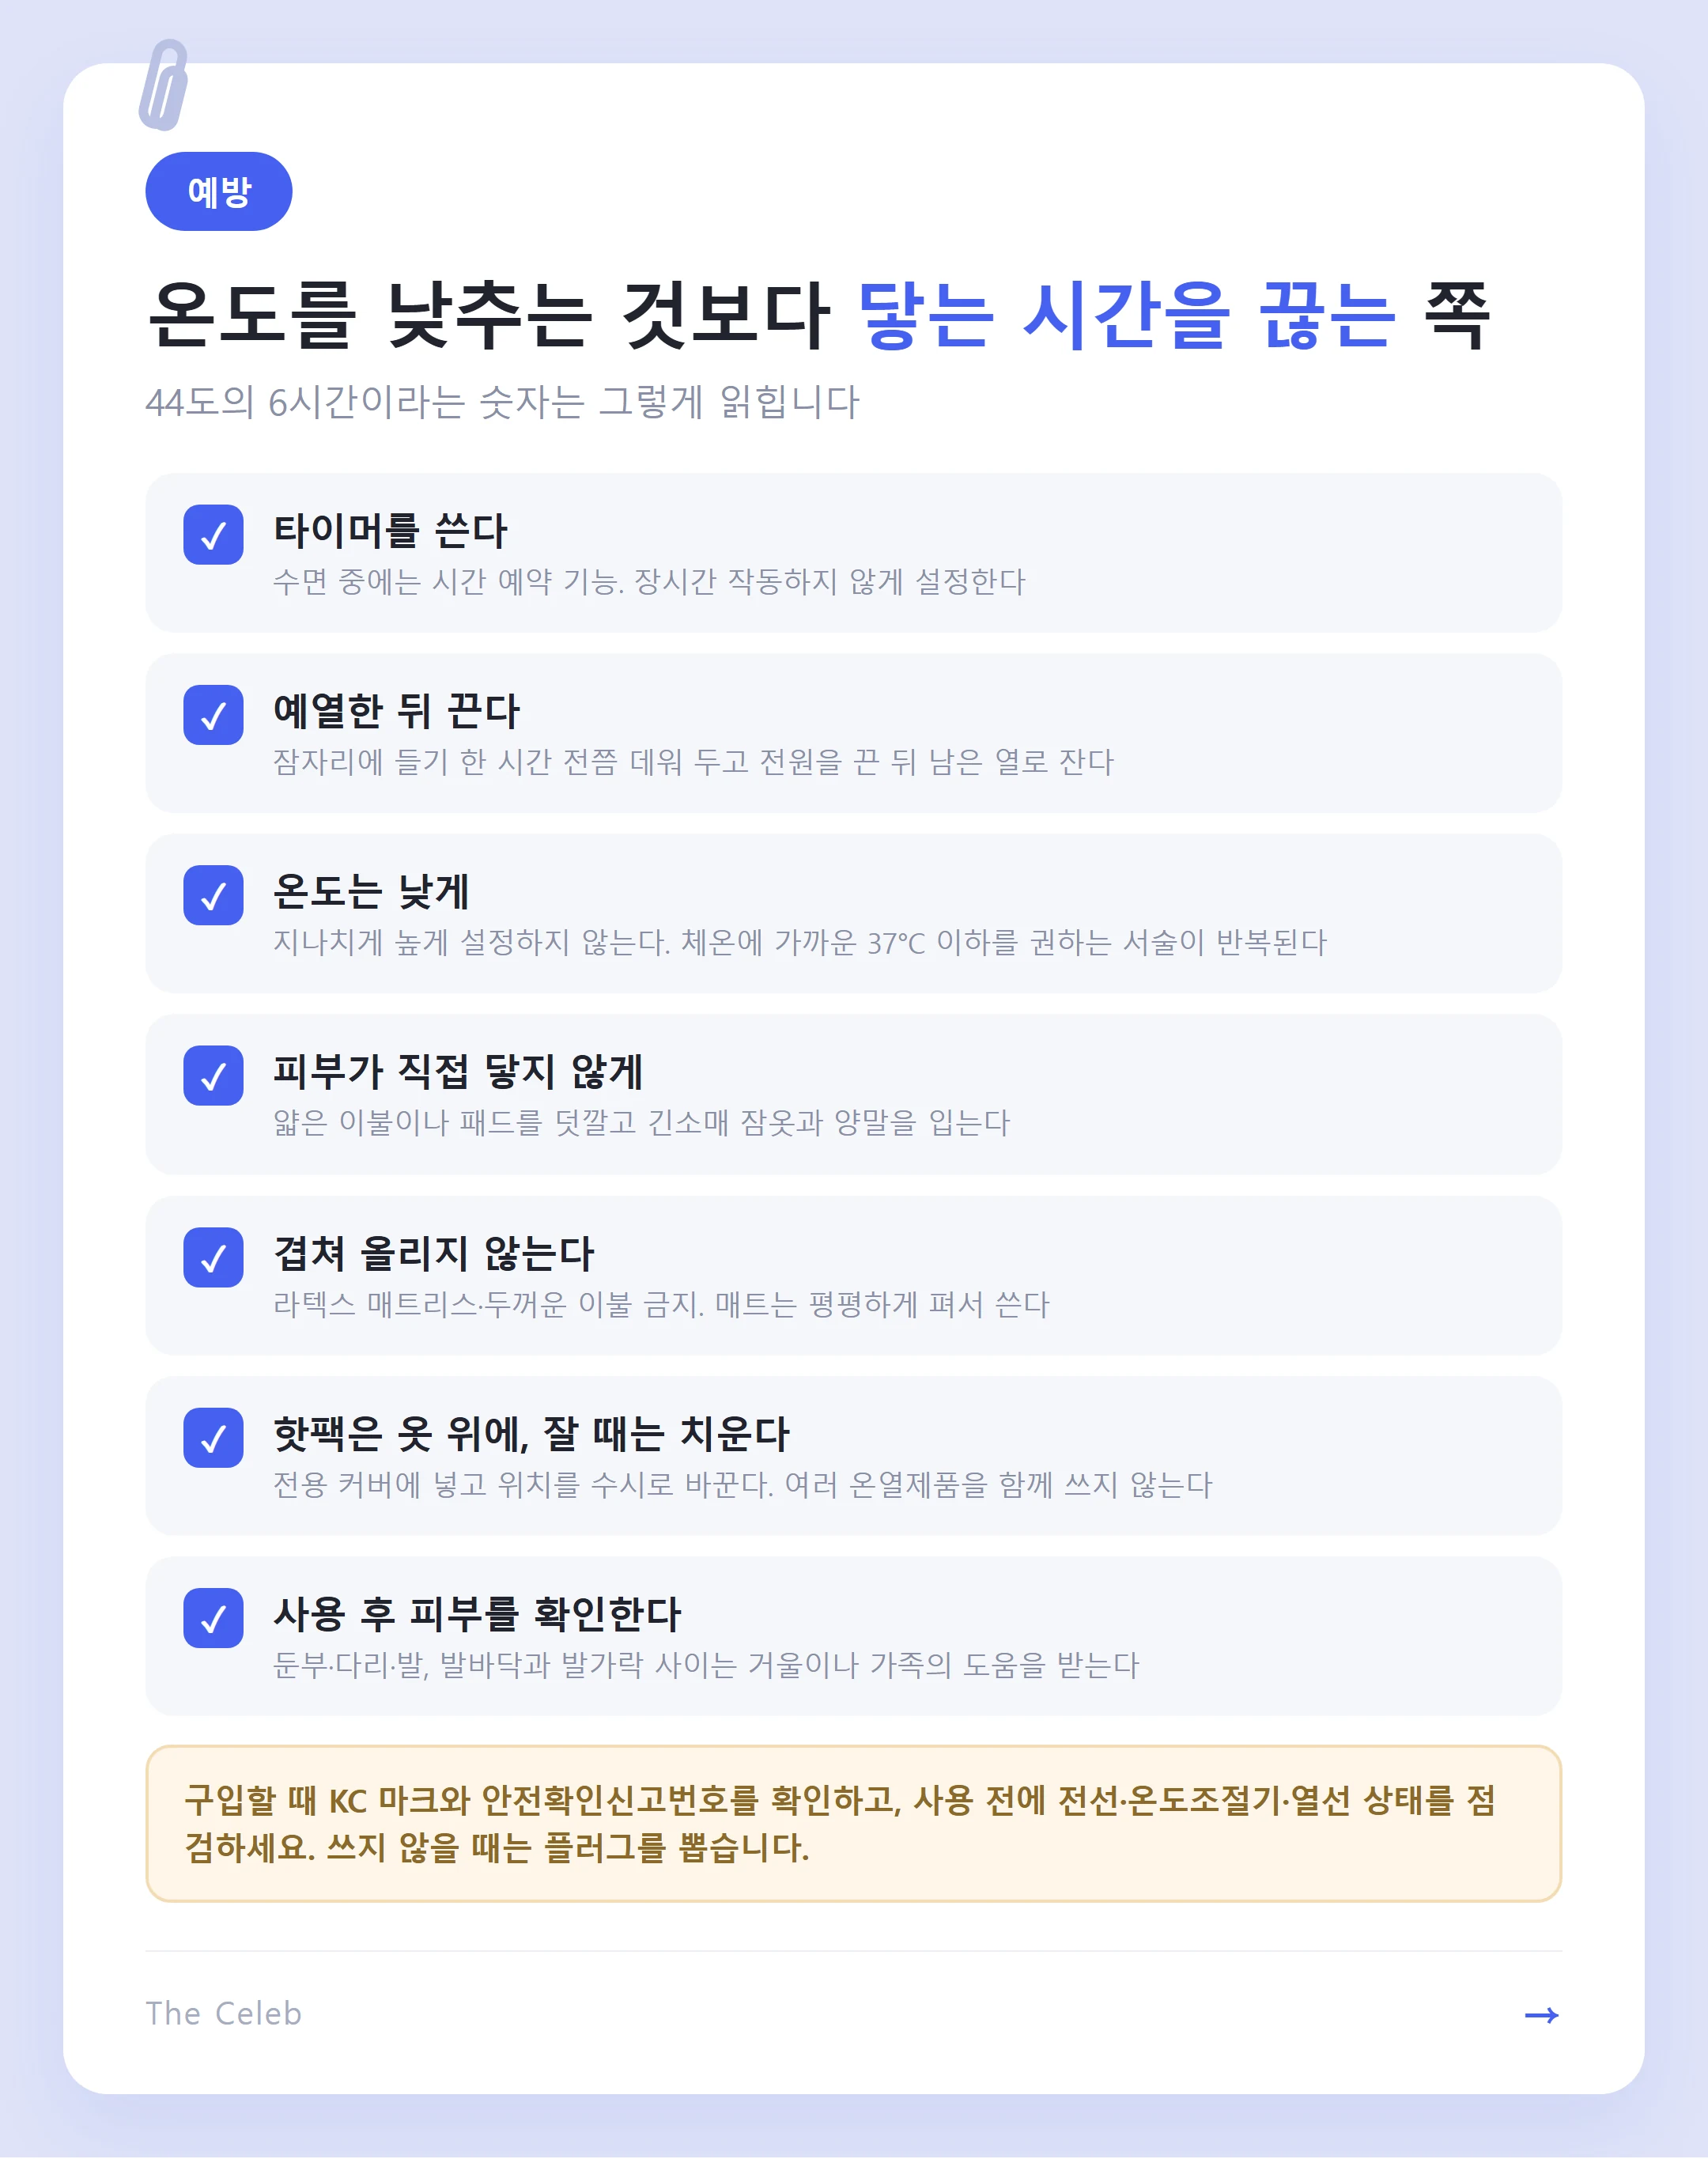 예방
온도를 낮추는 것보다 닿는 시간을 끊는 쪽
44도의 6시간이라는 숫자는 그렇게 읽힙니다
✓ 타이머를 쓴다
수면 중에는 시간 예약 기능. 장시간 작동하지 않게 설정한다
✓ 예열한 뒤 끈다
잠자리에 들기 한 시간 전쯤 데워 두고 전원을 끈 뒤 남은 열로 잔다
✓ 온도는 낮게
지나치게 높게 설정하지 않는다. 체온에 가까운 37°C 이하를 권하는 서술이 반복된다
✓ 피부가 직접 닿지 않게
얇은 이불이나 패드를 덧깔고 긴소매 잠옷과 양말을 입는다
✓ 겹쳐 올리지 않는다
라텍스 매트리스·두꺼운 이불 금지. 매트는 평평하게 펴서 쓴다
✓ 핫팩은 옷 위에, 잘 때는 치운다
전용 커버에 넣고 위치를 수시로 바꾼다. 여러 온열제품을 함께 쓰지 않는다
✓ 사용 후 피부를 확인한다
둔부·다리·발, 발바닥과 발가락 사이는 거울이나 가족의 도움을 받는다
구입할 때 KC 마크와 안전확인신고번호를 확인하고, 사용 전에 전선·온도조절기·열선 상태를 점
검하세요. 쓰지 않을 때는 플러그를 뽑습니다.
The Celeb →